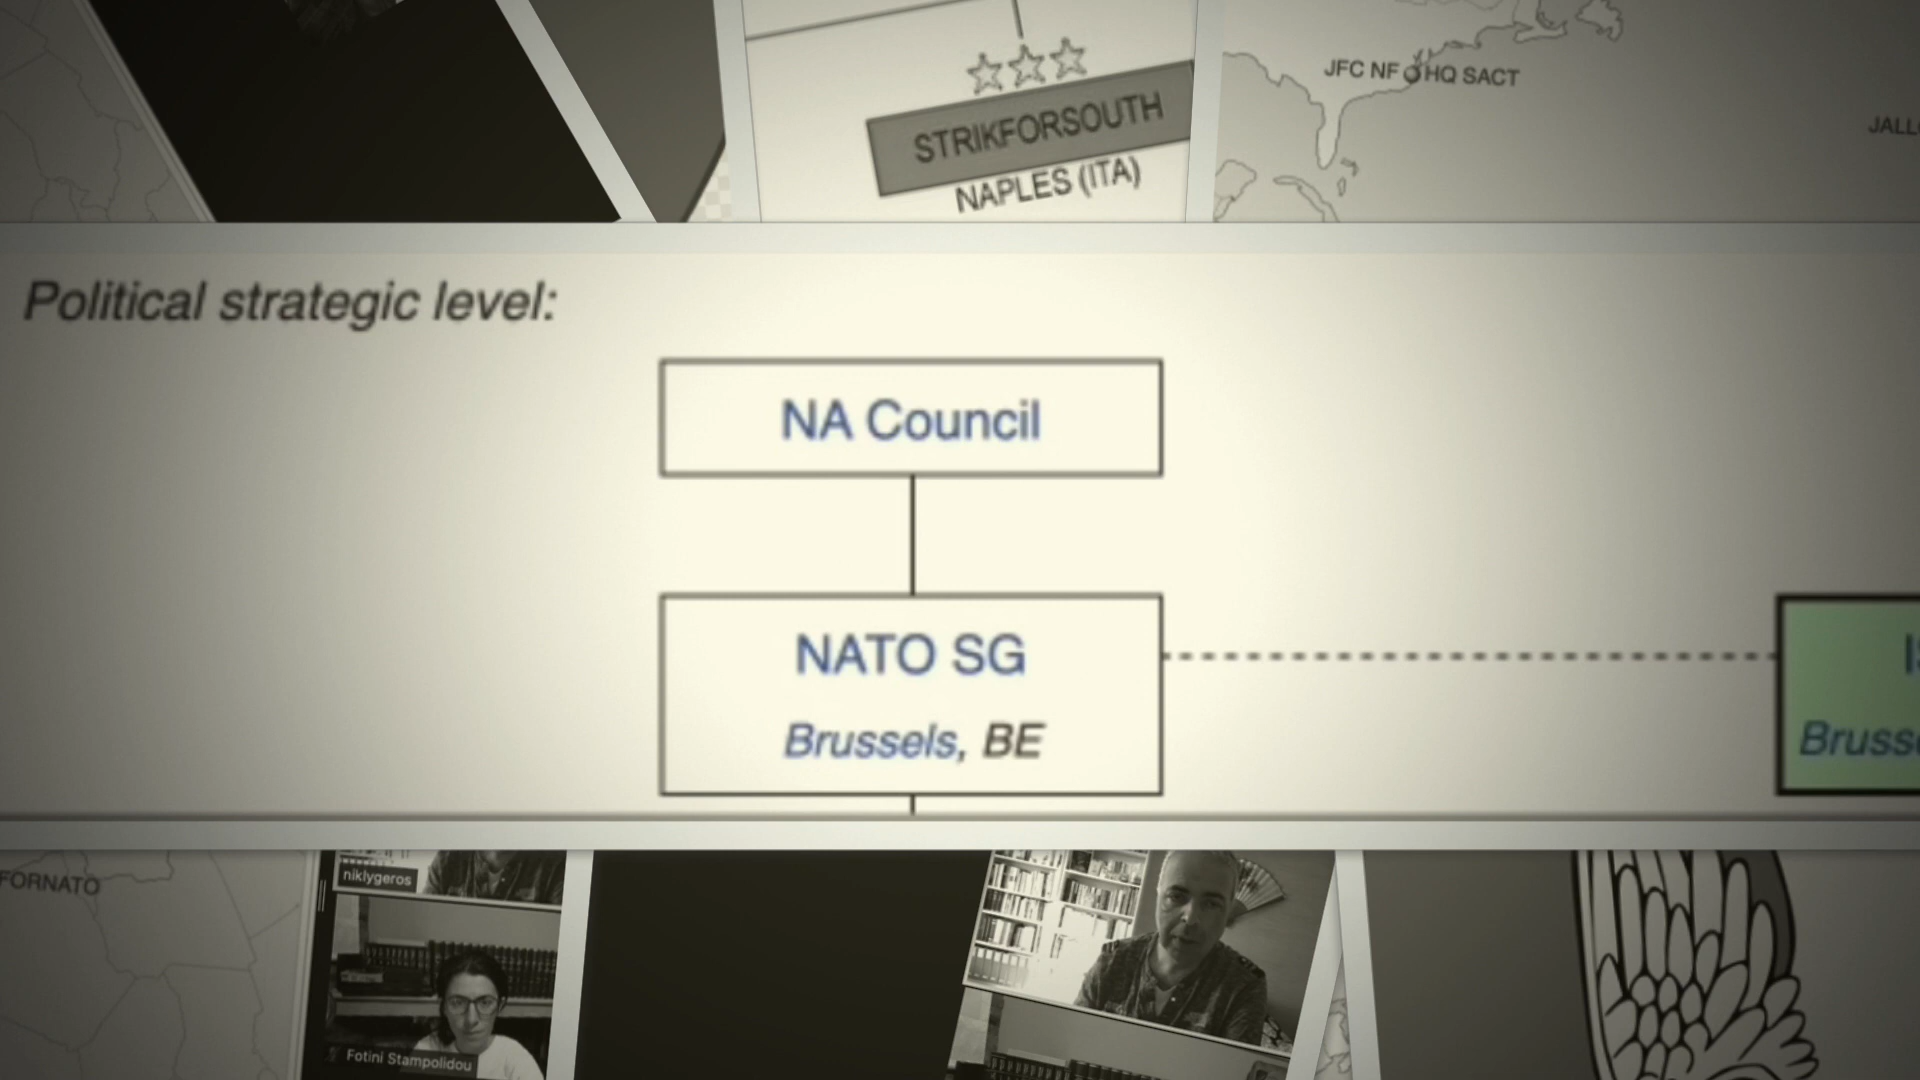 STRIKFORSOUTH
NAPLES (ITA)
JFC NF HQ SACT
Political strategic level:
NA Council
NATO SG
Brussels, BE
FORNATO
niklygeros
Fotini Stampolidou